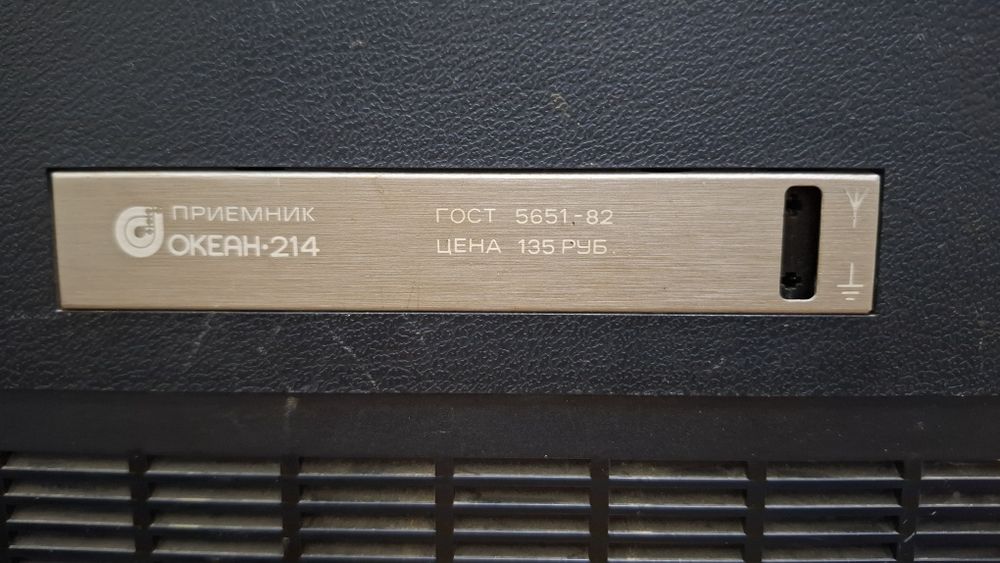 ПРИЕМНИК
ОКЕАН·214
ГОСТ 5651-82
ЦЕНА 135 РУБ.